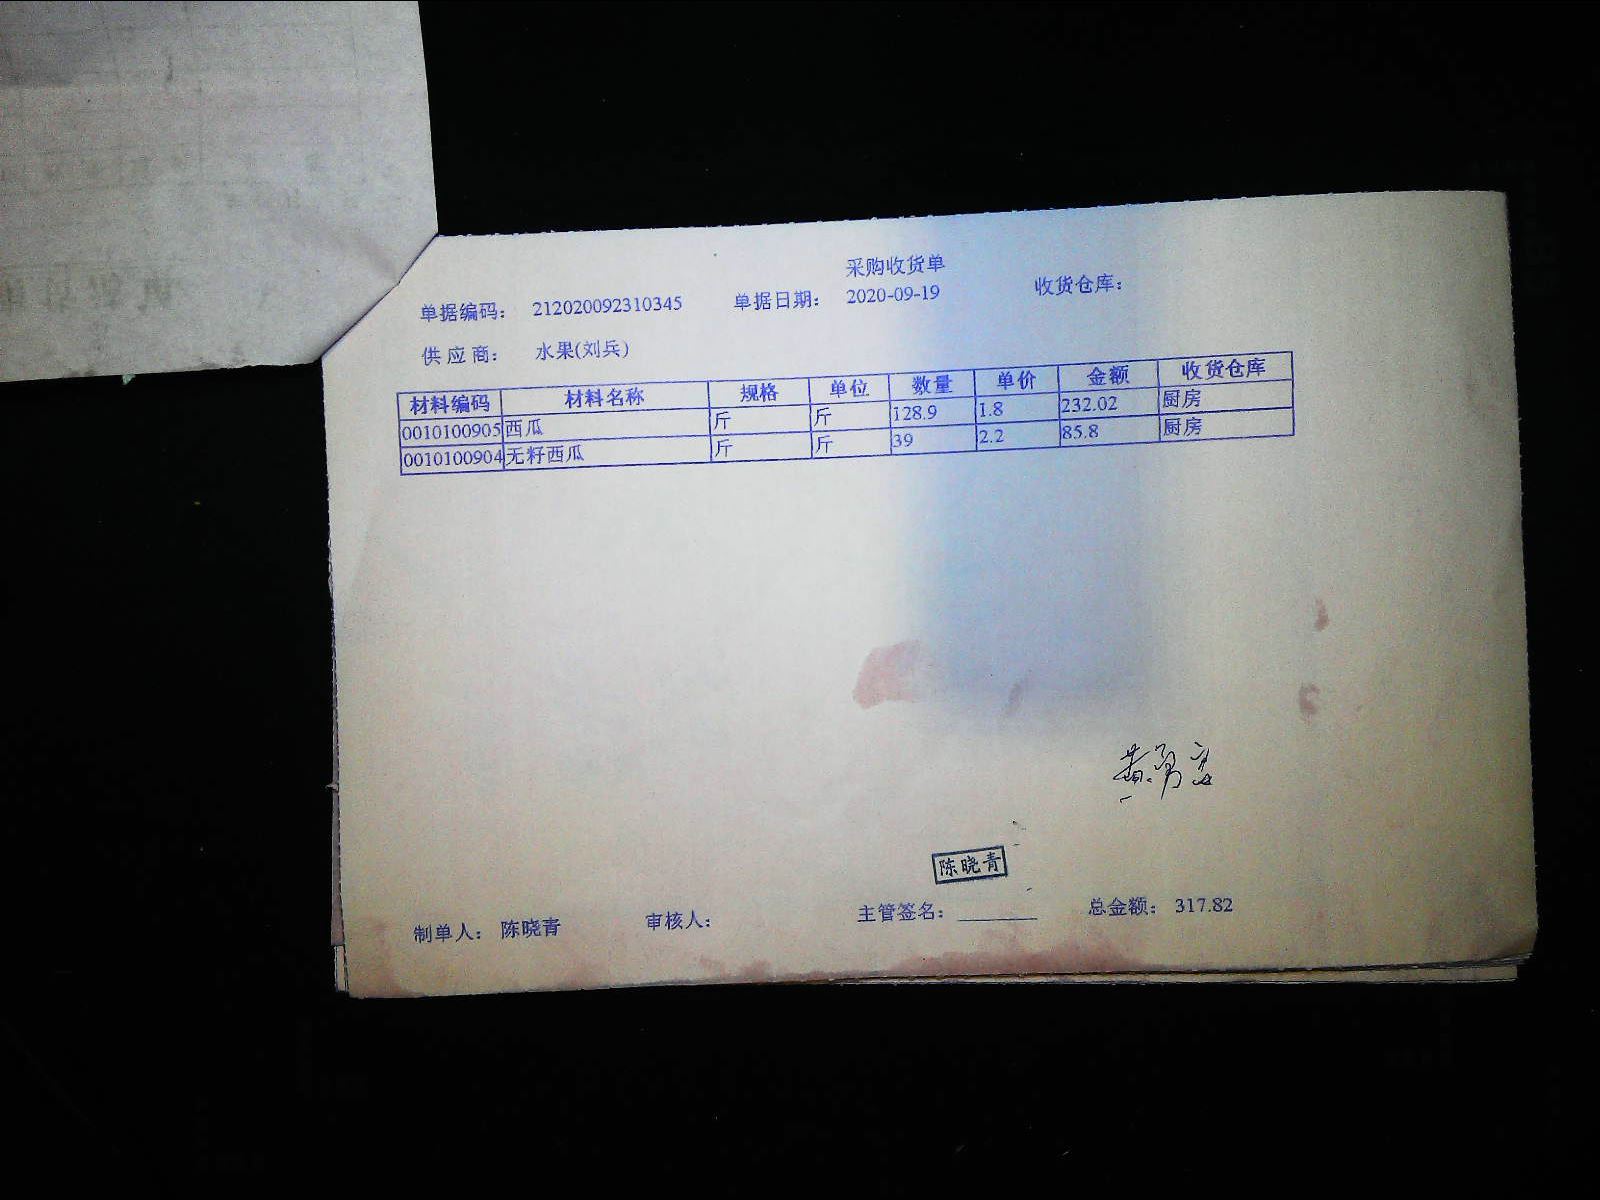 采购收货单
单据编码： 212020092310345 单据日期： 2020-09-19 收货仓库：
供应商： 水果(刘兵)
材料编码 材料名称 规格 单位 数量 单价 金额 收货仓库
0010100905 西瓜 斤 斤 128.9 1.8 232.02 厨房
0010100904 无籽西瓜 斤 斤 39 2.2 85.8 厨房
陈晓青
制单人： 陈晓青 审核人： 主管签名： 总金额： 317.82